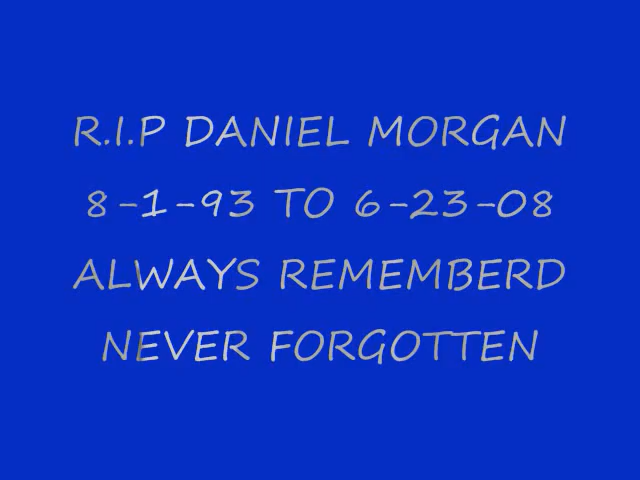 R.I.P DANIEL MORGAN
8-1-93 TO 6-23-08
ALWAYS REMEMBERD
NEVER FORGOTTEN